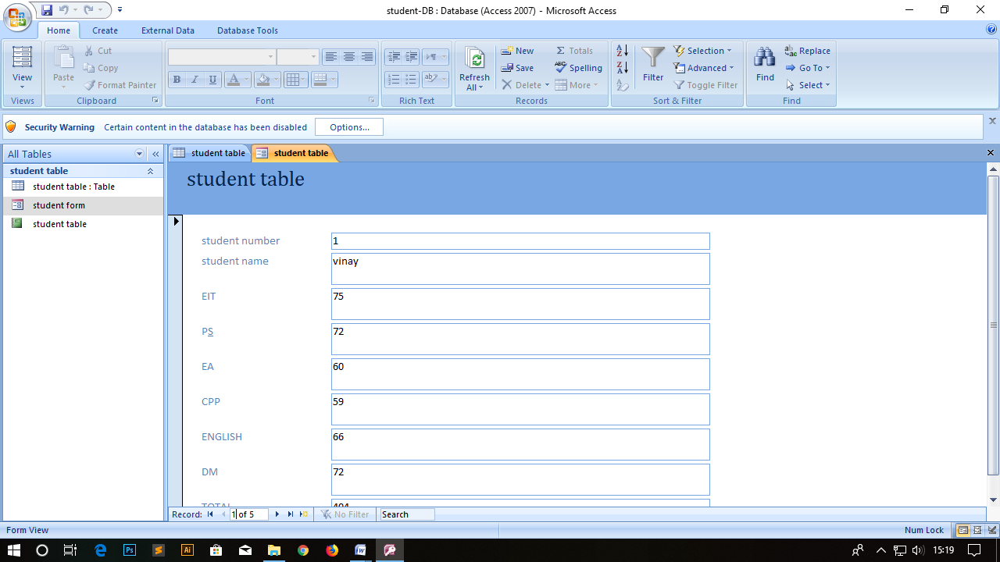 student-DB : Database (Access 2007) - Microsoft Access
Home Create External Data Database Tools
View Paste Cut Copy Format Painter
B I U
Refresh All New Save Delete Totals Spelling More
Filter Selection Advanced Toggle Filter
Find Replace Go To Select
Views Clipboard Font Rich Text Records Sort & Filter Find
Security Warning Certain content in the database has been disabled Options...
All Tables
student table
student table : Table
student form
student table
student table student table
student table
student number 1
student name vinay
EIT 75
PS 72
EA 60
CPP 59
ENGLISH 66
DM 72
TOTAL 404
Record: 1 of 5 No Filter Search
Form View Num Lock
Ps Ai W 15:19